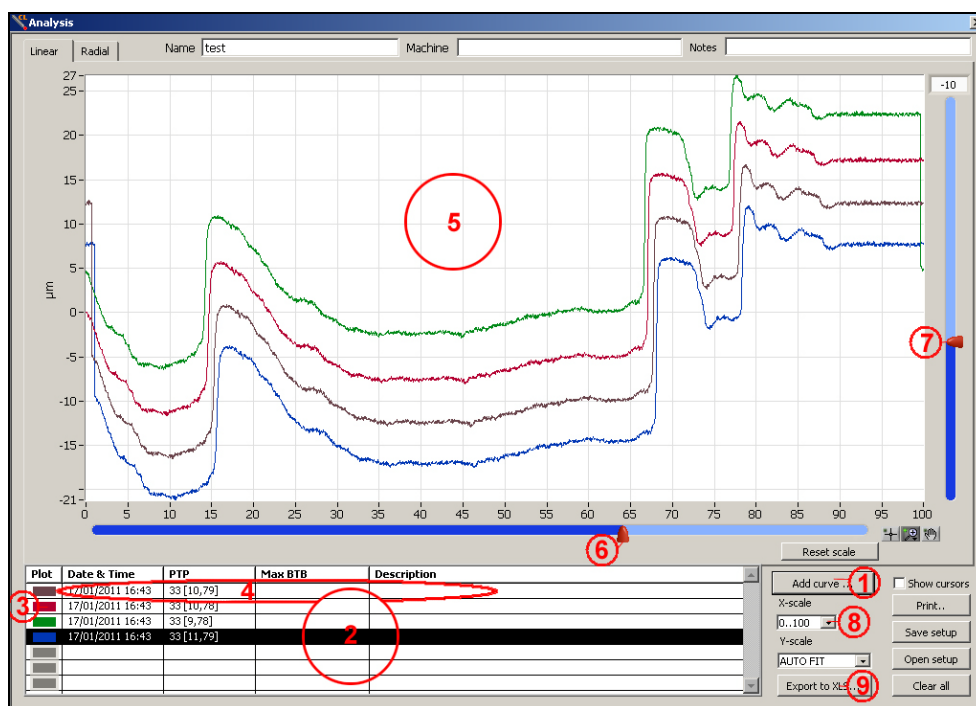 CL Analysis
Linear Radial Name test Machine Notes
27
20
15
10
5
0
-5
-10
-15
-21
µm
0 5 10 15 20 25 30 35 40 45 50 55 60 65 70 75 80 85 90 95 100
-10
5
7
6
Reset scale
Plot Date & Time PTP Max BTB Description
17/01/2011 16:43 33 [10,79] 4
3 17/01/2011 16:43 33 [10,78]
17/01/2011 16:43 33 [9,78]
17/01/2011 16:43 33 [11,79] 2
Add curve .. 1 Show cursors
X-scale Print..
0..100 8
Y-scale Save setup
AUTO FIT Open setup
Export to XLS... 9 Clear all